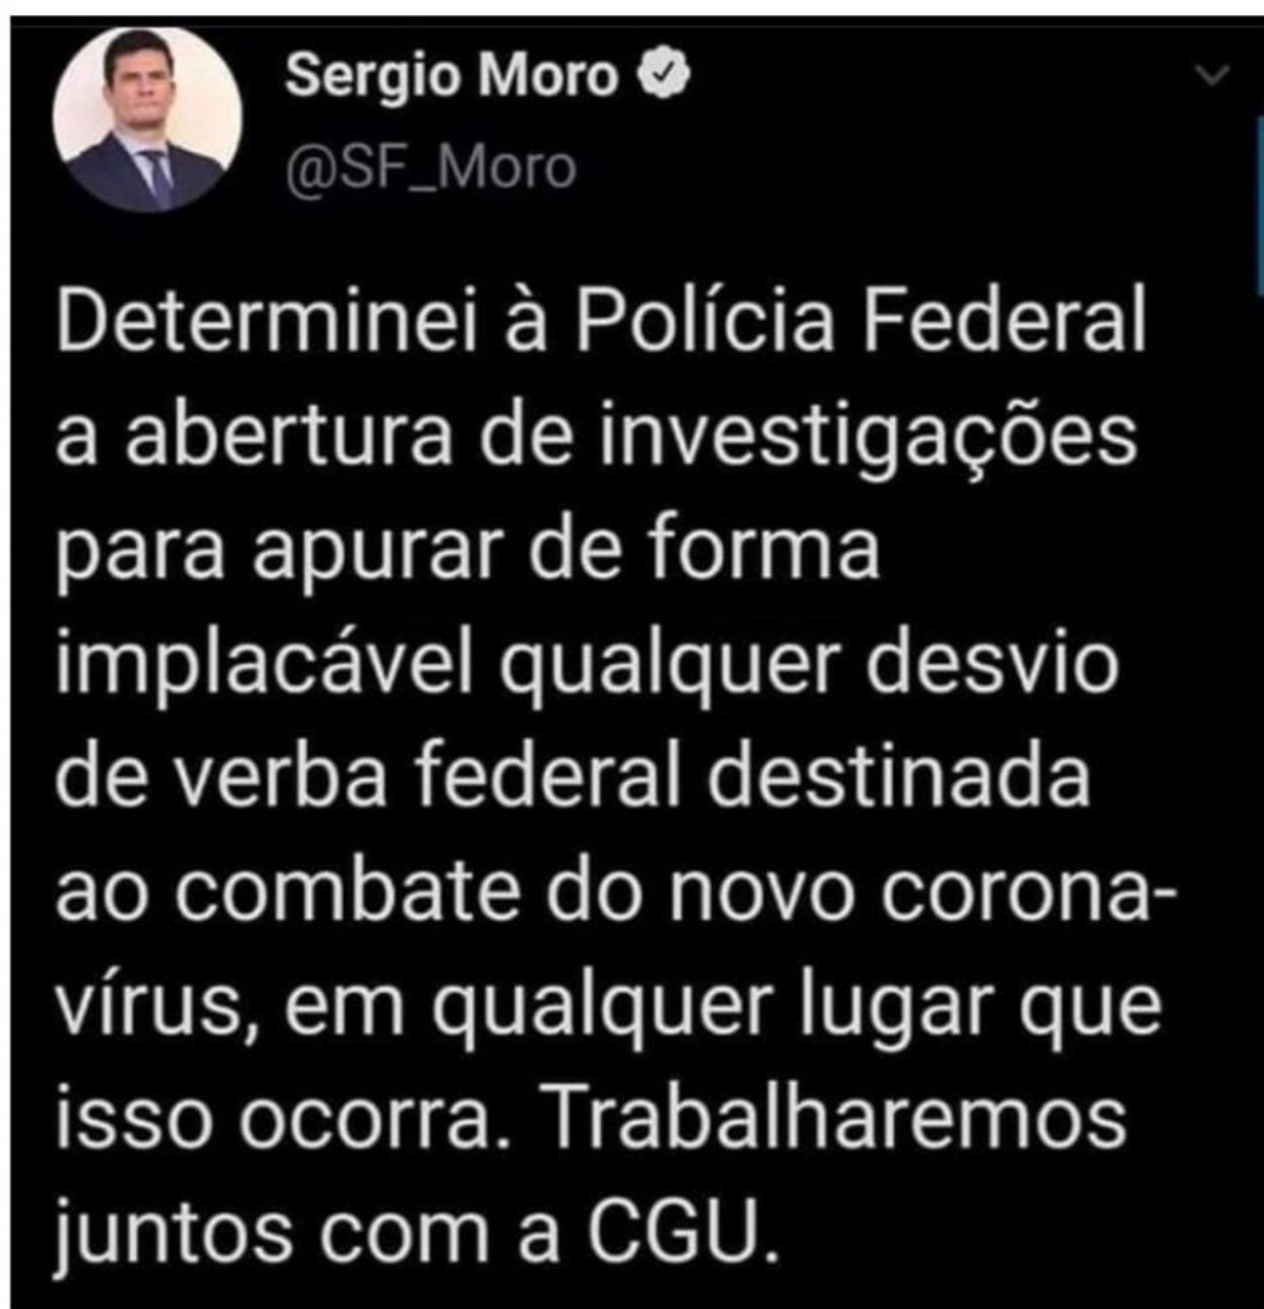 Sergio Moro
@SF_Moro
Determinei à Polícia Federal
a abertura de investigações
para apurar de forma
implacável qualquer desvio
de verba federal destinada
ao combate do novo corona-
vírus, em qualquer lugar que
isso ocorra. Trabalharemos
juntos com a CGU.